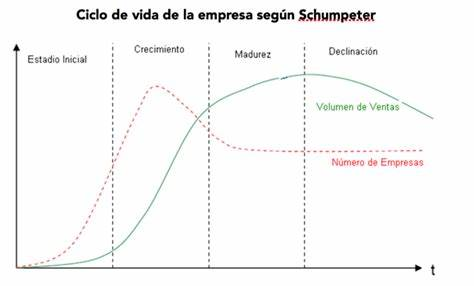 Ciclo de vida de la empresa según Schumpeter
Estadio Inicial
Crecimiento
Madurez
Declinación
Volumen de Ventas
Número de Empresas
t